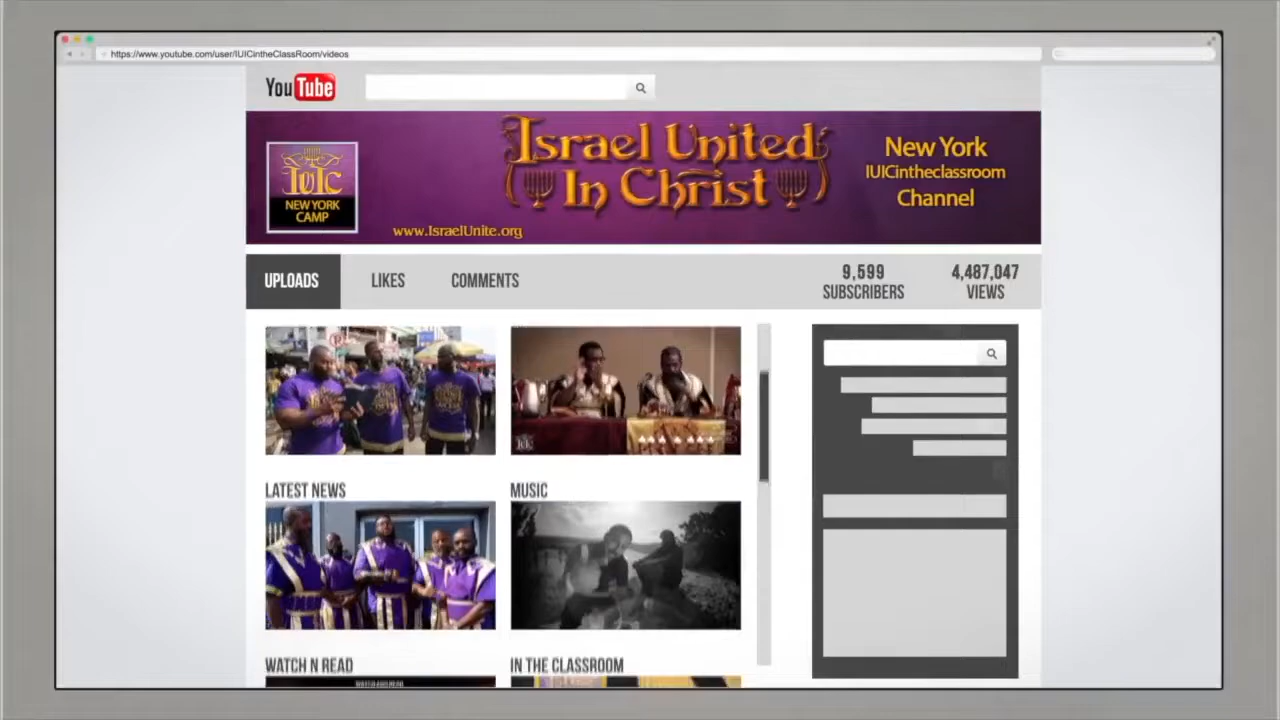 https://www.youtube.com/user/IUICintheClassRoom/videos
YouTube
Israel United
In Christ
New York
IUICintheclassroom
Channel
IUIC
NEW YORK
CAMP
www.IsraelUnite.org
UPLOADS
LIKES
COMMENTS
9,599
SUBSCRIBERS
4,487,047
VIEWS
IUIC
LATEST NEWS
MUSIC
WATCH N READ
IN THE CLASSROOM